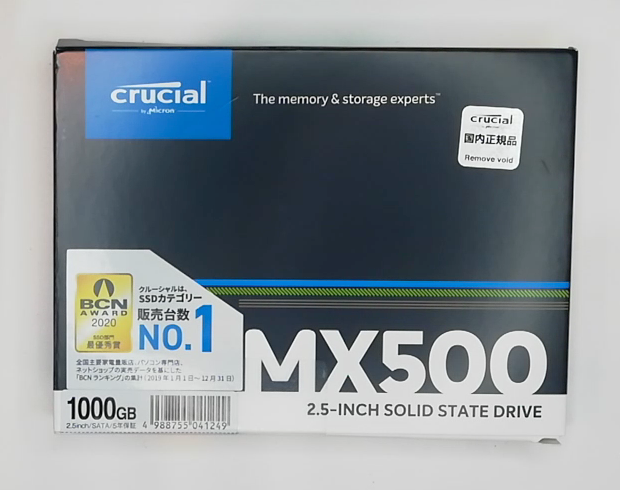 crucial
by Micron
The memory & storage experts™
crucial
国内正規品
Remove void
BCN
AWARD
2020
SSD部門
最優秀賞
クルーシャルは、
SSDカテゴリー
販売台数
NO.1
全国主要家電量販店、パソコン専門店、
ネットショップの実売データを基にした
「BCNランキング」の集計(2019年1月1日~12月31日)
MX500
2.5-INCH SOLID STATE DRIVE
1000GB
2.5inch/SATA/5年保証
4 988755 041249